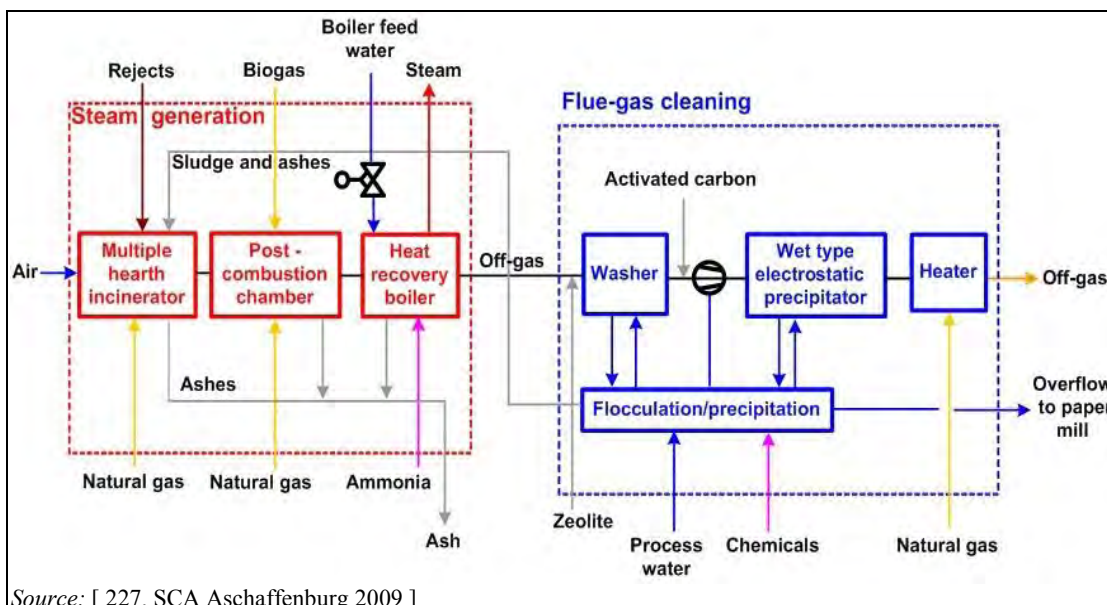 Boiler feed
water
Rejects
Biogas
Steam
Steam generation
Flue-gas cleaning
Sludge and ashes
Activated carbon
Air
Multiple
hearth
incinerator
Post -
combustion
chamber
Heat
recovery
boiler
Off-gas
Washer
Wet type
electrostatic
precipitator
Heater
Off-gas
Ashes
Flocculation/precipitation
Overflow
to paper
mill
Natural gas
Natural gas
Ammonia
Ash
Zeolite
Process
water
Chemicals
Natural gas
Source: [ 227, SCA Aschaffenburg 2009 ]